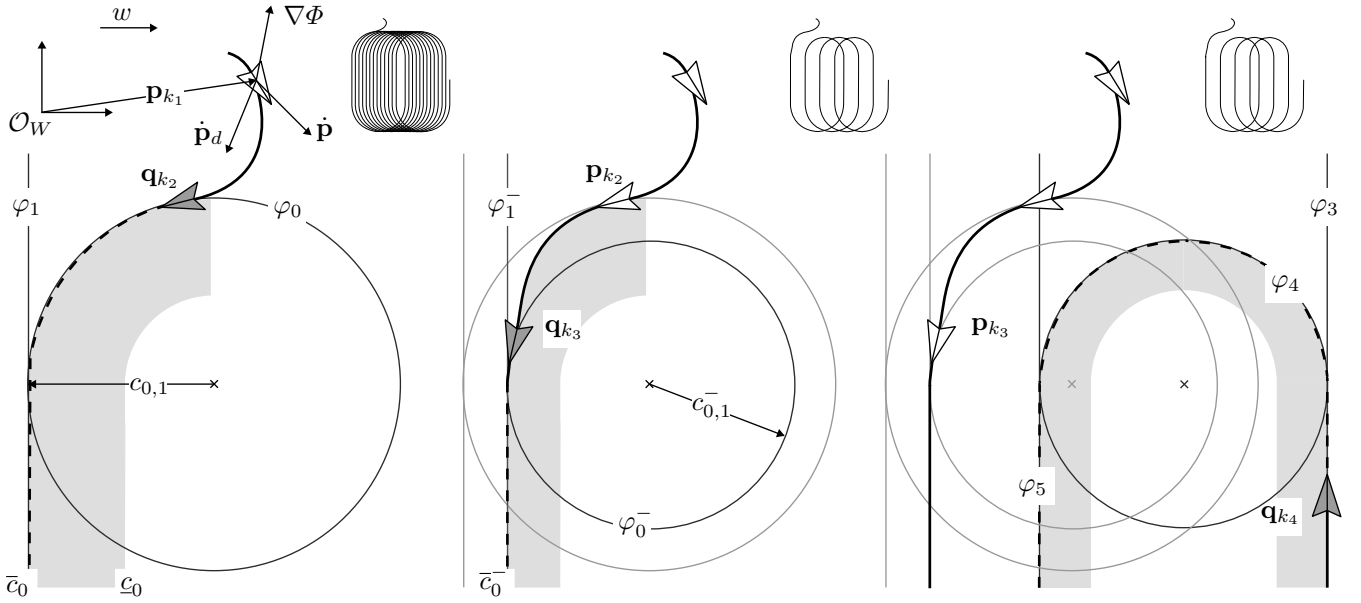 w
∇Φ
𝐩_{k_1}
𝒪_W
𝐩̇_d
𝐩̇
𝐪_{k_2}
φ_1
φ_0
c_{0,1}
c̅_0
c̲_0
𝐩_{k_2}
φ_1^-
𝐪_{k_3}
c_{0,1}^-
φ_0^-
c̅_0^-
φ_3
φ_4
𝐩_{k_3}
φ_5
𝐪_{k_4}